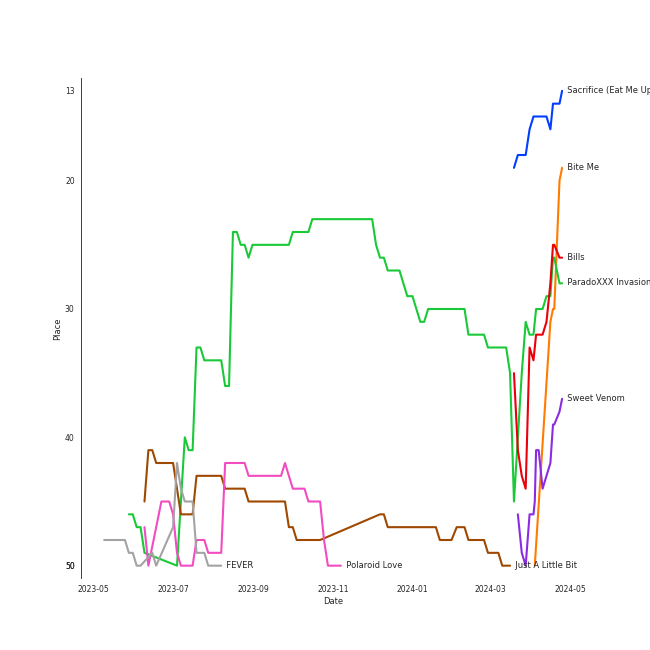 13
Sacrifice (Eat Me Up
Bite Me
20
Bills
ParadoXXX Invasion
30
Place
Sweet Venom
40
50
FEVER
Polaroid Love
Just A Little Bit
2023-05
2023-07
2023-09
2023-11
2024-01
2024-03
2024-05
Date